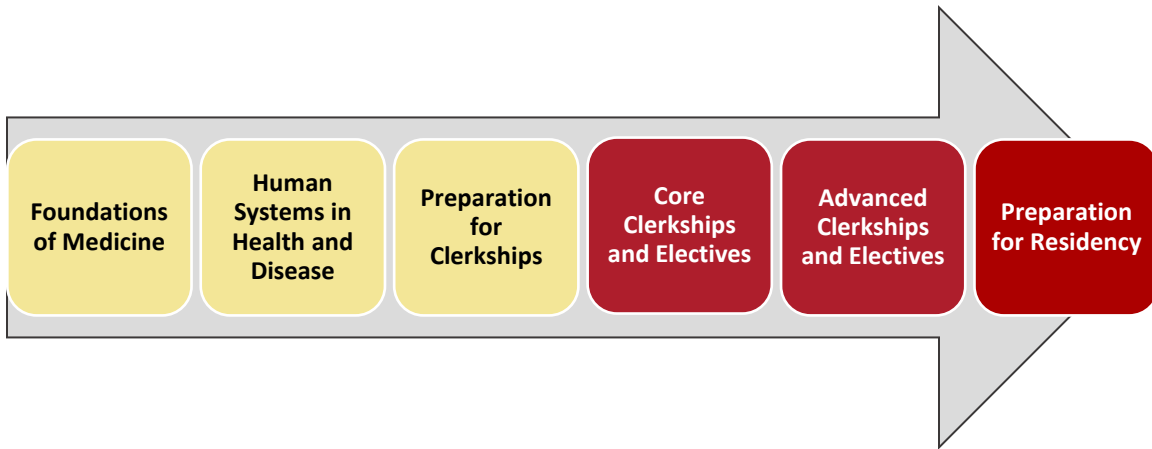 Foundations
of Medicine
Human
Systems in
Health and
Disease
Preparation
for
Clerkships
Core
Clerkships
and Electives
Advanced
Clerkships
and Electives
Preparation
for Residency